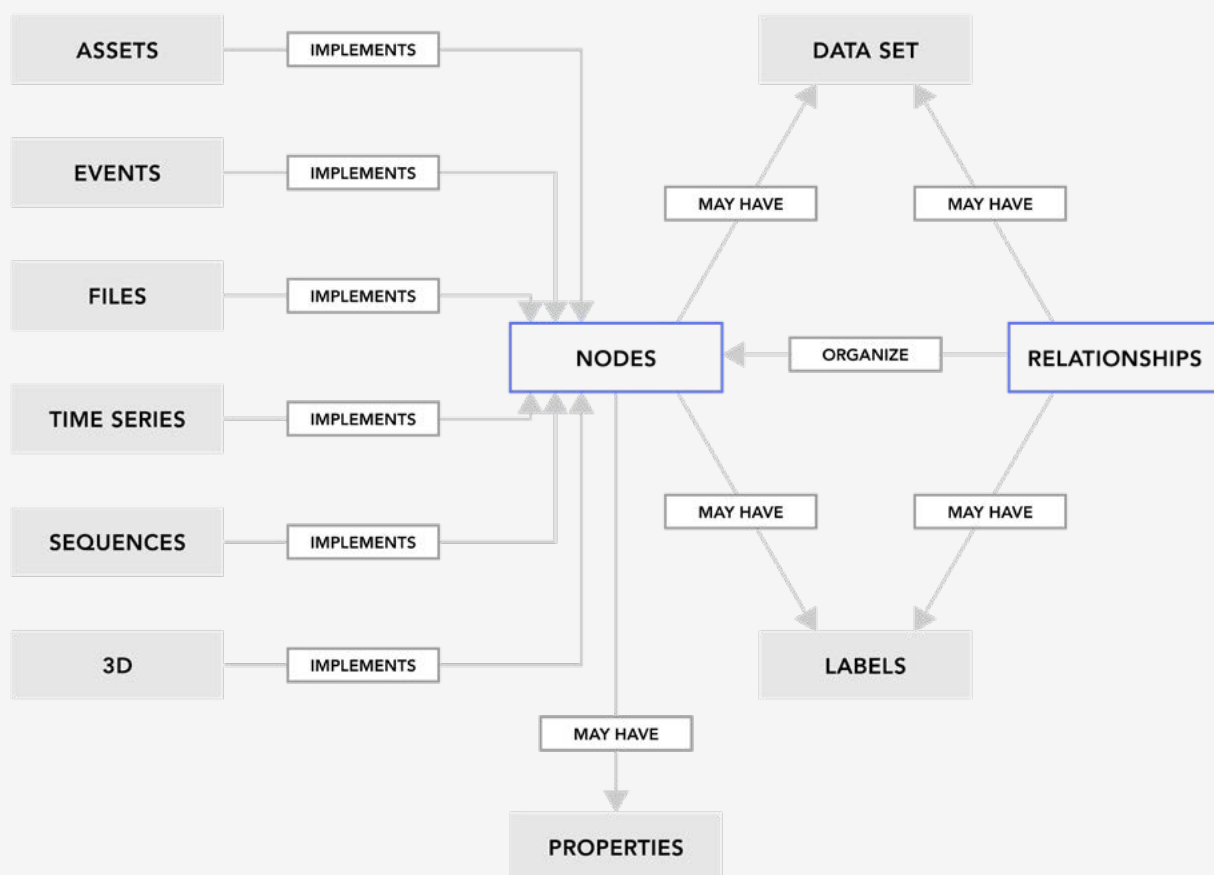 ASSETS
IMPLEMENTS
DATA SET
EVENTS
IMPLEMENTS
MAY HAVE
MAY HAVE
FILES
IMPLEMENTS
NODES
ORGANIZE
RELATIONSHIPS
TIME SERIES
IMPLEMENTS
MAY HAVE
MAY HAVE
SEQUENCES
IMPLEMENTS
3D
IMPLEMENTS
LABELS
MAY HAVE
PROPERTIES